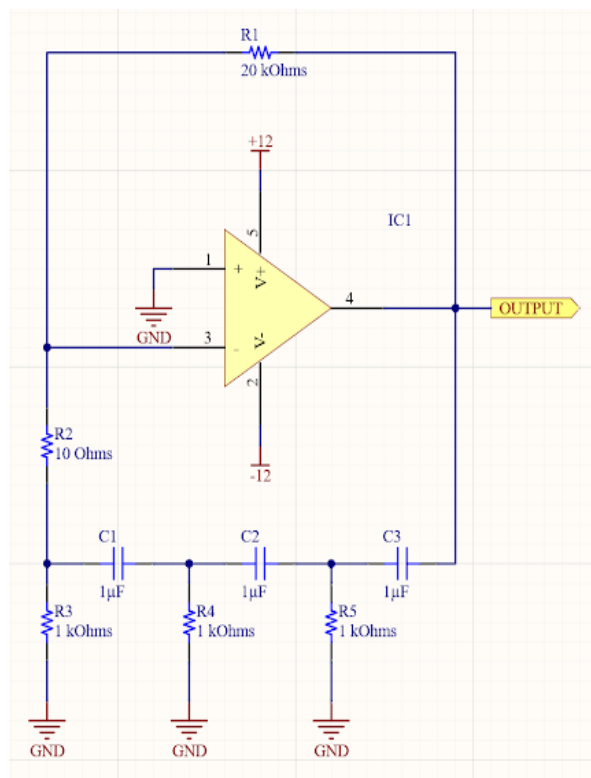 R1
20 kOhms
+12
IC1
5
1
+
V+
4
OUTPUT
GND
3
-
V-
2
-12
R2
10 Ohms
C1
C2
C3
1µF
1µF
1µF
R3
1 kOhms
R4
1 kOhms
R5
1 kOhms
GND
GND
GND